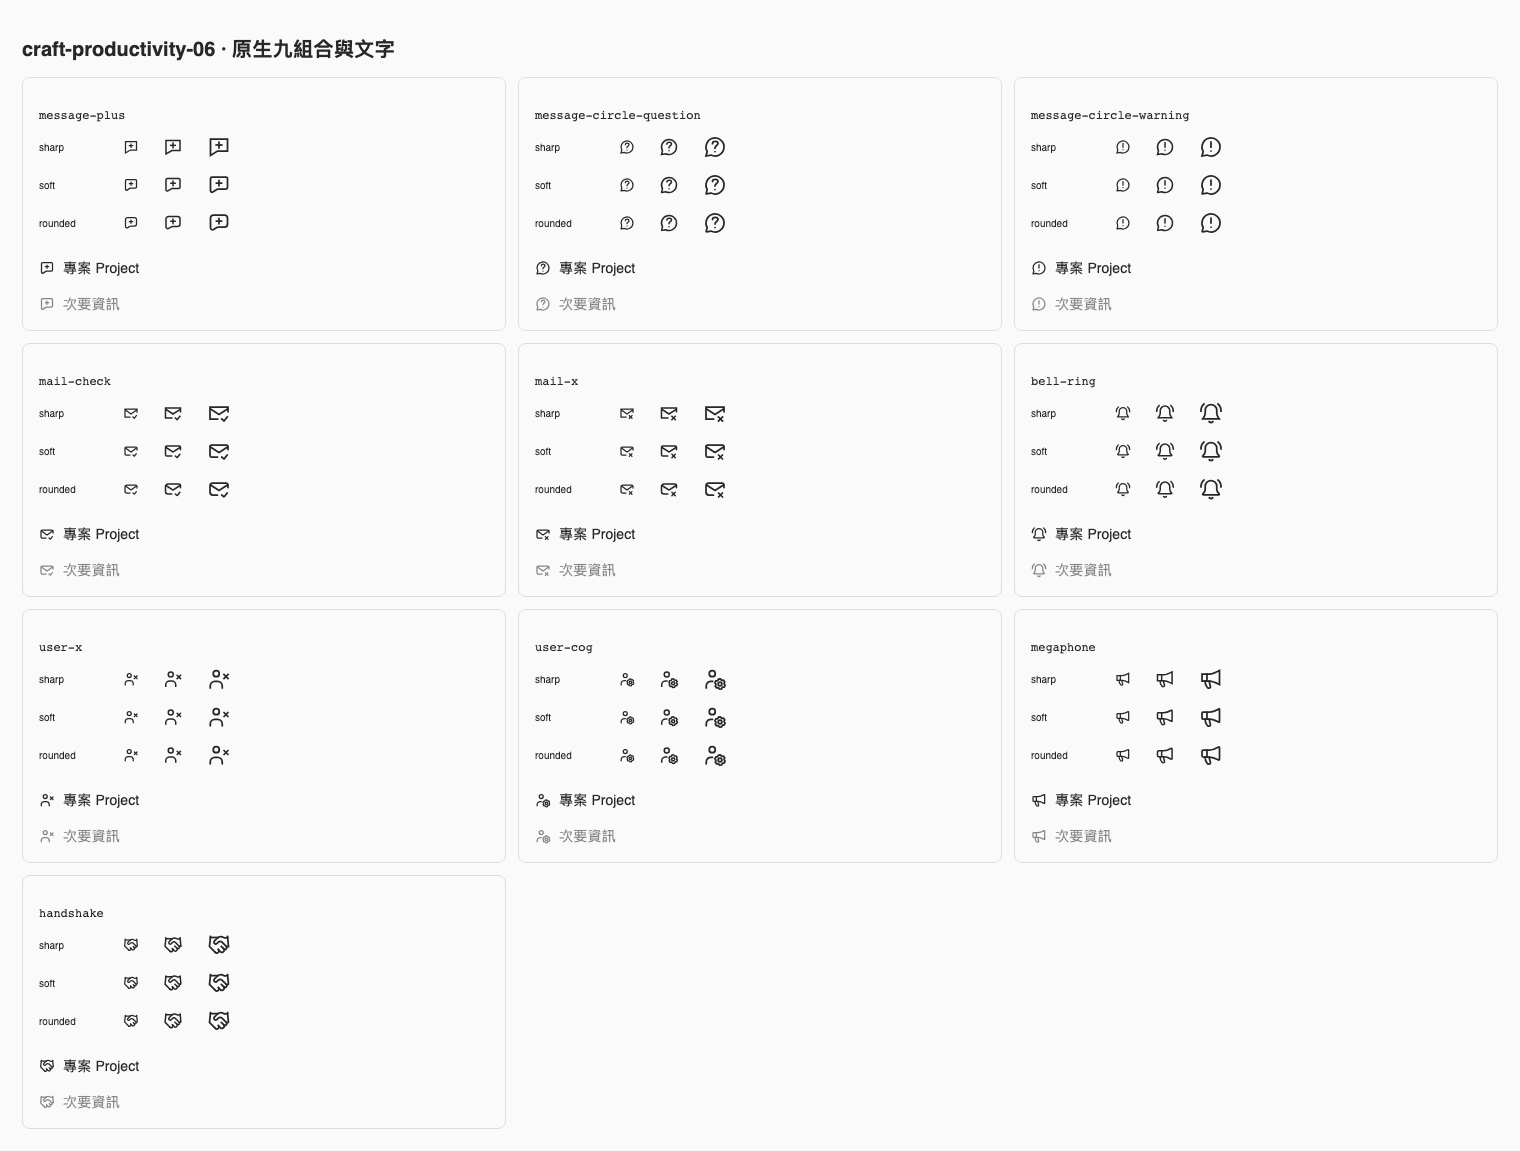 craft-productivity-06 · 原生九組合與文字
message-plus
sharp
soft
rounded
專案 Project
次要資訊
message-circle-question
sharp
soft
rounded
專案 Project
次要資訊
message-circle-warning
sharp
soft
rounded
專案 Project
次要資訊
mail-check
sharp
soft
rounded
專案 Project
次要資訊
mail-x
sharp
soft
rounded
專案 Project
次要資訊
bell-ring
sharp
soft
rounded
專案 Project
次要資訊
user-x
sharp
soft
rounded
專案 Project
次要資訊
user-cog
sharp
soft
rounded
專案 Project
次要資訊
megaphone
sharp
soft
rounded
專案 Project
次要資訊
handshake
sharp
soft
rounded
專案 Project
次要資訊